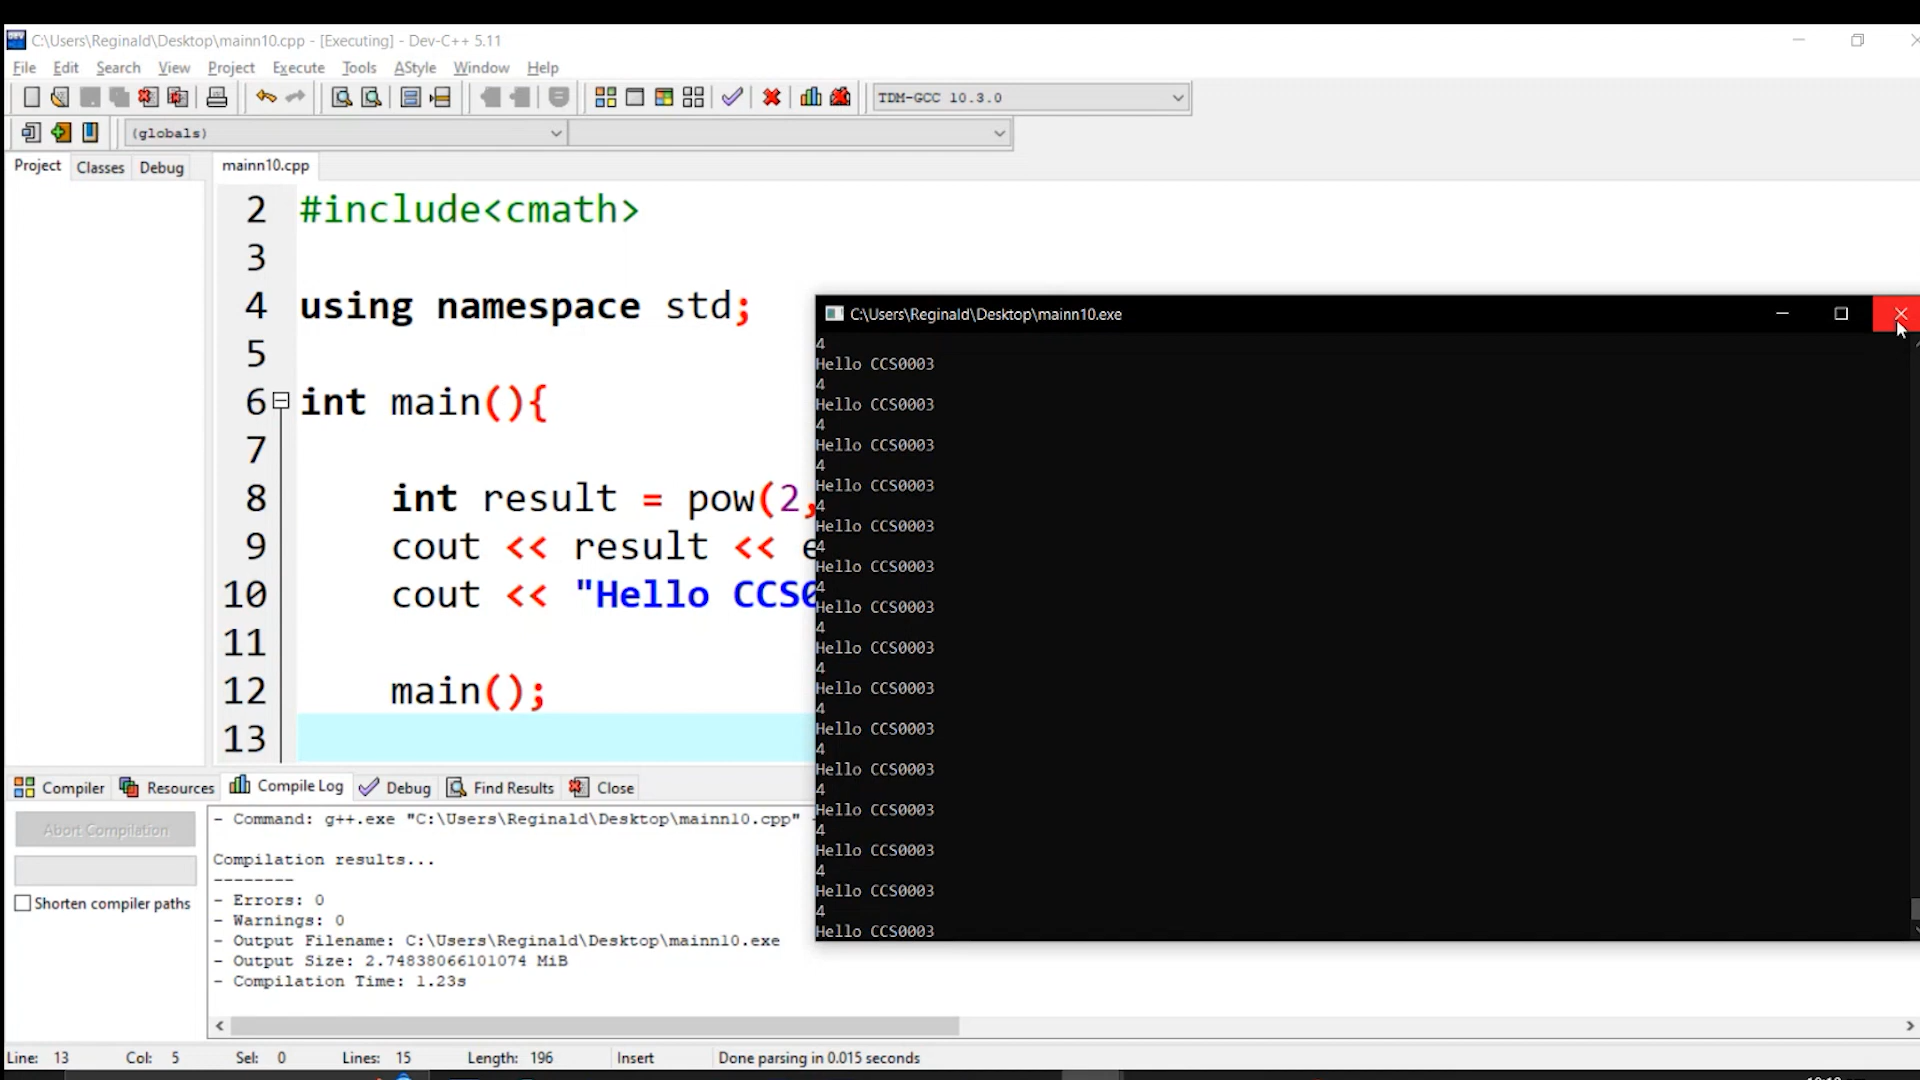 C:\Users\Reginald\Desktop\mainn10.cpp - [Executing] - Dev-C++ 5.11
File Edit Search View Project Execute Tools AStyle Window Help
TDM-GCC 10.3.0
(globals)
Project Classes Debug mainn10.cpp
2 #include<cmath>
3
4 using namespace std;
5
6 int main(){
7
8 int result = pow(2,
9 cout << result << e
10 cout << "Hello CCS0
11
12 main();
13
C:\Users\Reginald\Desktop\mainn10.exe
4
Hello CCS0003
4
Hello CCS0003
4
Hello CCS0003
4
Hello CCS0003
4
Hello CCS0003
4
Hello CCS0003
4
Hello CCS0003
4
Hello CCS0003
4
Hello CCS0003
4
Hello CCS0003
4
Hello CCS0003
4
Hello CCS0003
4
Hello CCS0003
4
Hello CCS0003
4
Hello CCS0003
Compiler Resources Compile Log Debug Find Results Close
Abort Compilation
Shorten compiler paths
- Command: g++.exe "C:\Users\Reginald\Desktop\mainn10.cpp" -
Compilation results...
--------
- Errors: 0
- Warnings: 0
- Output Filename: C:\Users\Reginald\Desktop\mainn10.exe
- Output Size: 2.74838066101074 MiB
- Compilation Time: 1.23s
Line: 13 Col: 5 Sel: 0 Lines: 15 Length: 196 Insert Done parsing in 0.015 seconds